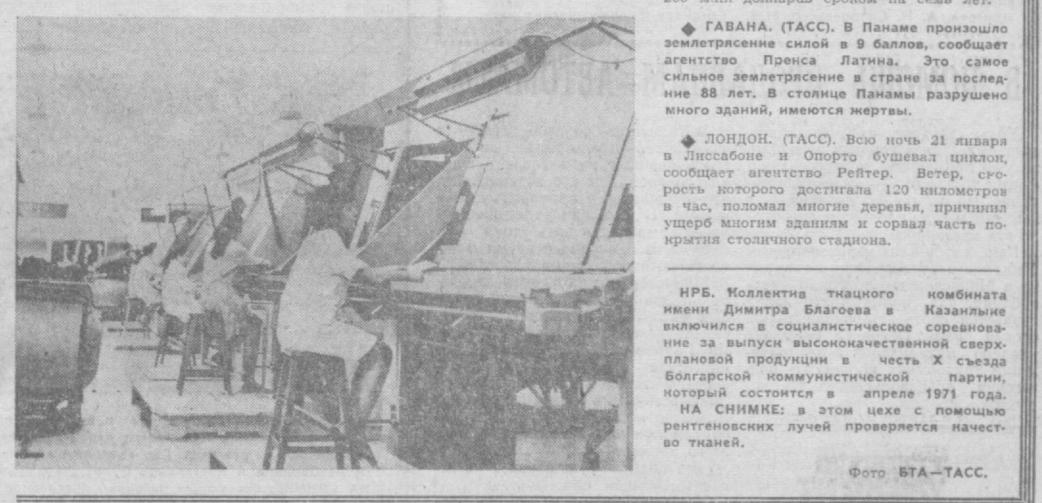 ГАВАНА. (ТАСС). В Панаме произошло
землетрясение силой в 9 баллов, сообщает
агентство Пренса Латина. Это самое
сильное землетрясение в стране за послед-
ние 88 лет. В столице Панамы разрушено
много зданий, имеются жертвы.
ЛОНДОН. (ТАСС). Всю ночь 21 января
в Лиссабоне и Опорто бушевал циклон,
сообщает агентство Рейтер. Ветер, ско-
рость которого достигала 120 километров
в час, поломал многие деревья, причинил
ущерб многим зданиям и сорвал часть по-
крытия столичного стадиона.
НРБ. Коллектив ткацкого комбината
имени Димитра Благоева в Казанлыке
включился в социалистическое соревнова-
ние за выпуск высококачественной сверх-
плановой продукции в честь X съезда
Болгарской коммунистической партии,
который состоится в апреле 1971 года.
НА СНИМКЕ: в этом цехе с помощью
рентгеновских лучей проверяется качест-
во тканей.
Фото БТА—ТАСС.